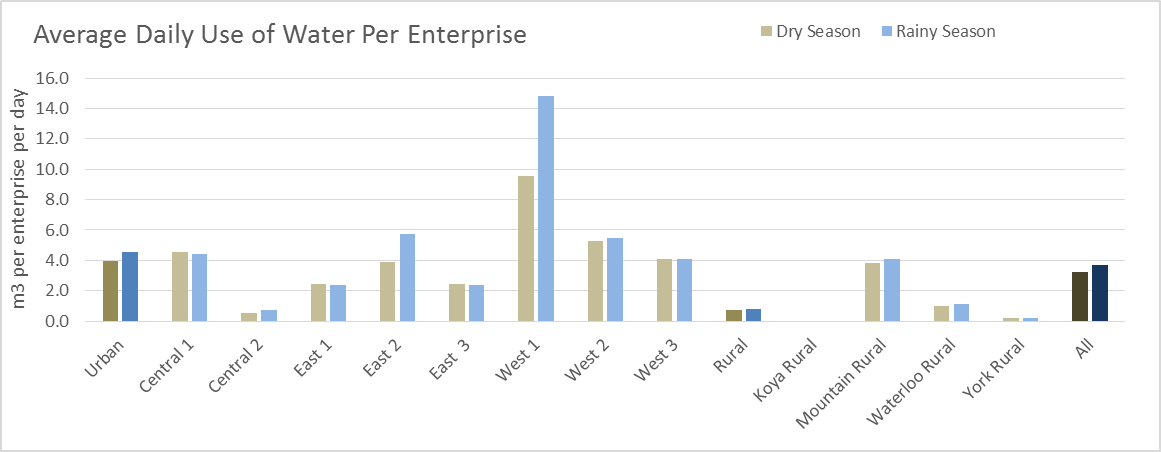 Average Daily Use of Water Per Enterprise
Dry Season
Rainy Season
m3 per enterprise per day
16.0
14.0
12.0
10.0
8.0
6.0
4.0
2.0
0.0
Urban
Central 1
Central 2
East 1
East 2
East 3
West 1
West 2
West 3
Rural
Koya Rural
Mountain Rural
Waterloo Rural
York Rural
All